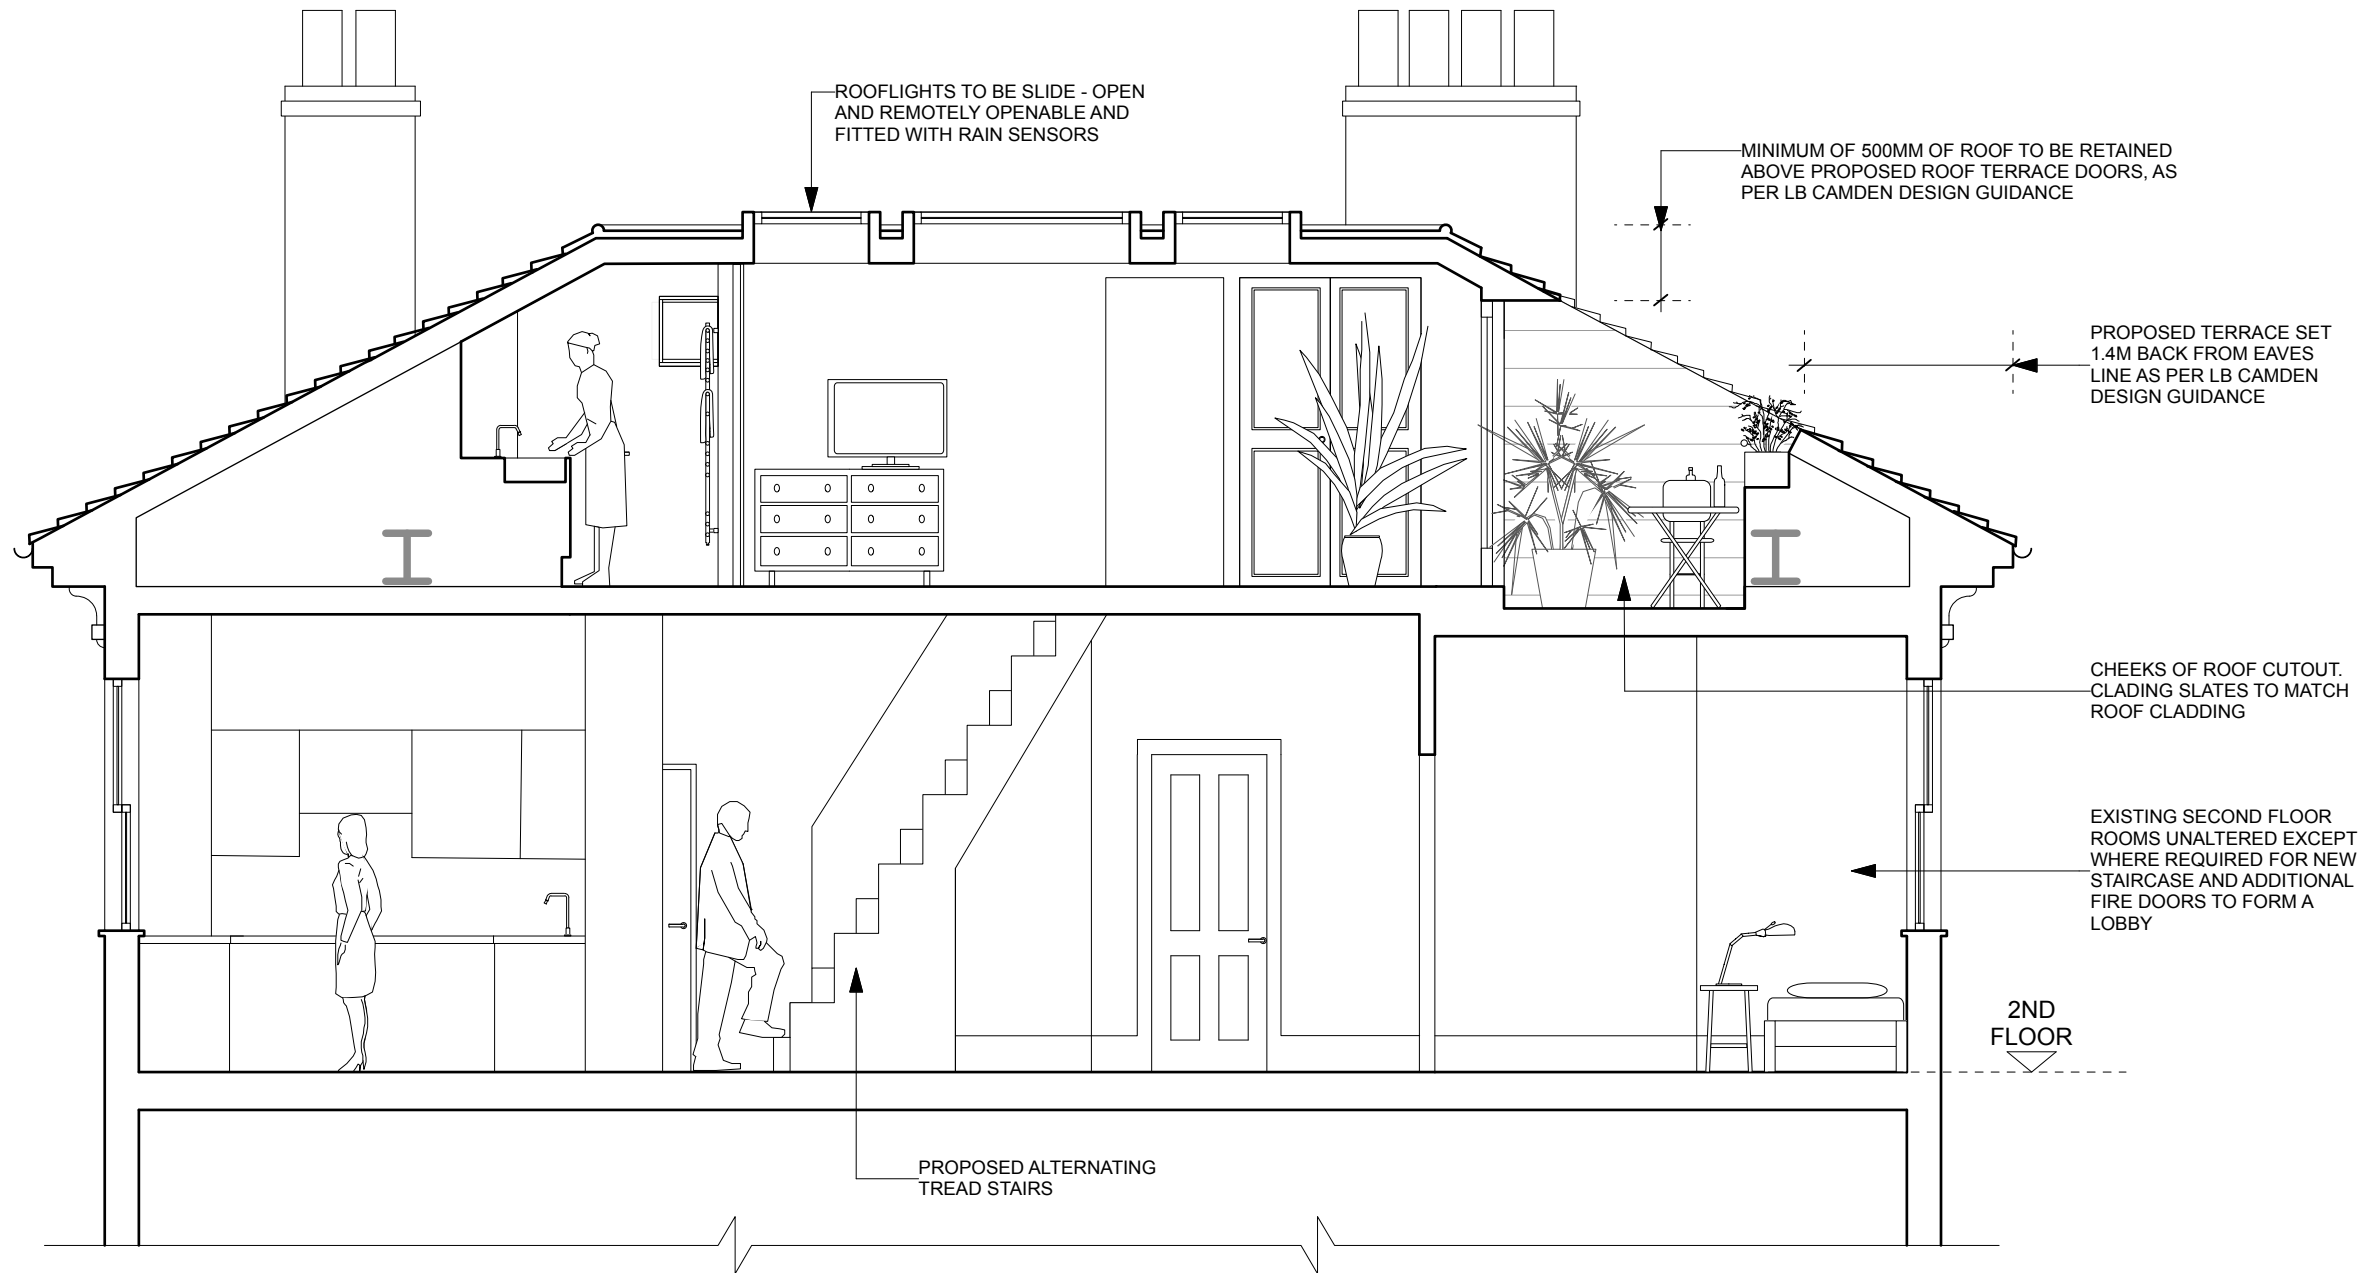 ROOFLIGHTS TO BE SLIDE - OPEN
AND REMOTELY OPENABLE AND
FITTED WITH RAIN SENSORS
MINIMUM OF 500MM OF ROOF TO BE RETAINED
ABOVE PROPOSED ROOF TERRACE DOORS, AS
PER LB CAMDEN DESIGN GUIDANCE
PROPOSED TERRACE SET
1.4M BACK FROM EAVES
LINE AS PER LB CAMDEN
DESIGN GUIDANCE
CHEEKS OF ROOF CUTOUT.
CLADING SLATES TO MATCH
ROOF CLADDING
EXISTING SECOND FLOOR
ROOMS UNALTERED EXCEPT
WHERE REQUIRED FOR NEW
STAIRCASE AND ADDITIONAL
FIRE DOORS TO FORM A
LOBBY
2ND
FLOOR
PROPOSED ALTERNATING
TREAD STAIRS